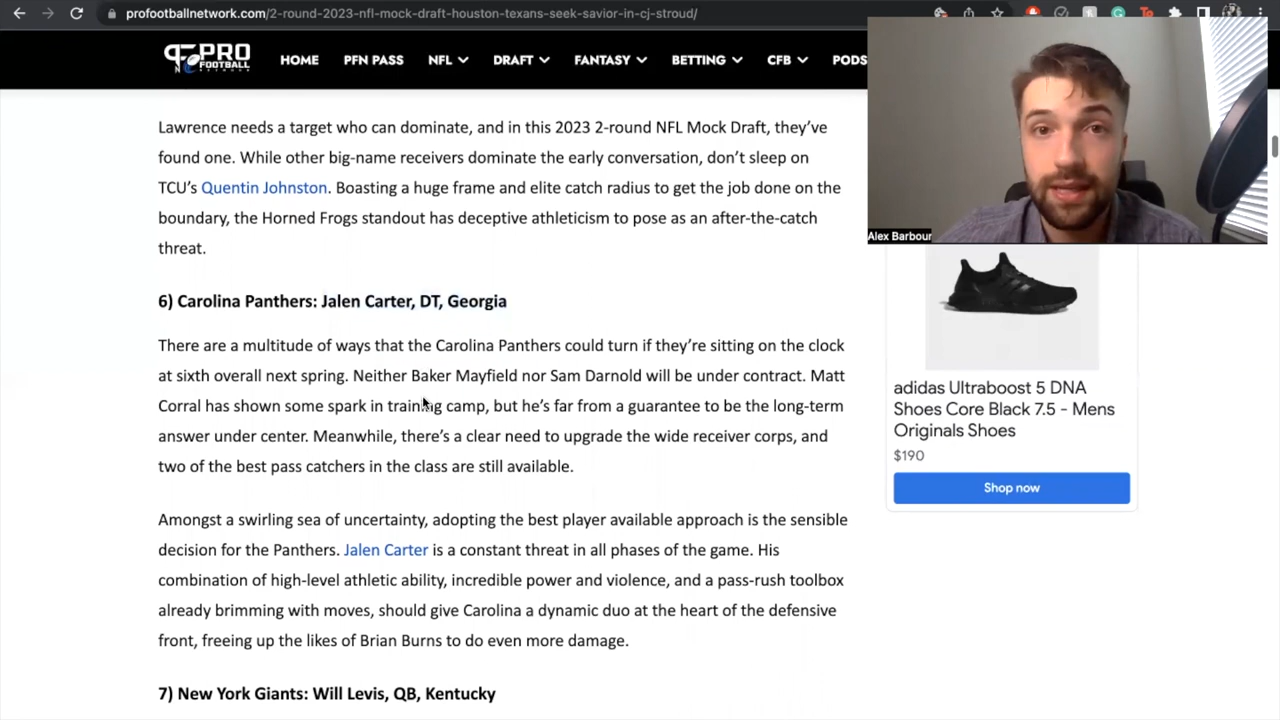 profootballnetwork.com/2-round-2023-nfl-mock-draft-houston-texans-seek-savior-in-cj-stroud/
PRO
FOOTBALL
NETWORK
HOME
PFN PASS
NFL
DRAFT
FANTASY
BETTING
CFB
PODS
Lawrence needs a target who can dominate, and in this 2023 2-round NFL Mock Draft, they've
found one. While other big-name receivers dominate the early conversation, don't sleep on
TCU's Quentin Johnston. Boasting a huge frame and elite catch radius to get the job done on the
boundary, the Horned Frogs standout has deceptive athleticism to pose as an after-the-catch
threat.
Alex Barbour
6) Carolina Panthers: Jalen Carter, DT, Georgia
There are a multitude of ways that the Carolina Panthers could turn if they're sitting on the clock
at sixth overall next spring. Neither Baker Mayfield nor Sam Darnold will be under contract. Matt
Corral has shown some spark in training camp, but he's far from a guarantee to be the long-term
answer under center. Meanwhile, there's a clear need to upgrade the wide receiver corps, and
two of the best pass catchers in the class are still available.
adidas Ultraboost 5 DNA
Shoes Core Black 7.5 - Mens
Originals Shoes
$190
Shop now
Amongst a swirling sea of uncertainty, adopting the best player available approach is the sensible
decision for the Panthers. Jalen Carter is a constant threat in all phases of the game. His
combination of high-level athletic ability, incredible power and violence, and a pass-rush toolbox
already brimming with moves, should give Carolina a dynamic duo at the heart of the defensive
front, freeing up the likes of Brian Burns to do even more damage.
7) New York Giants: Will Levis, QB, Kentucky